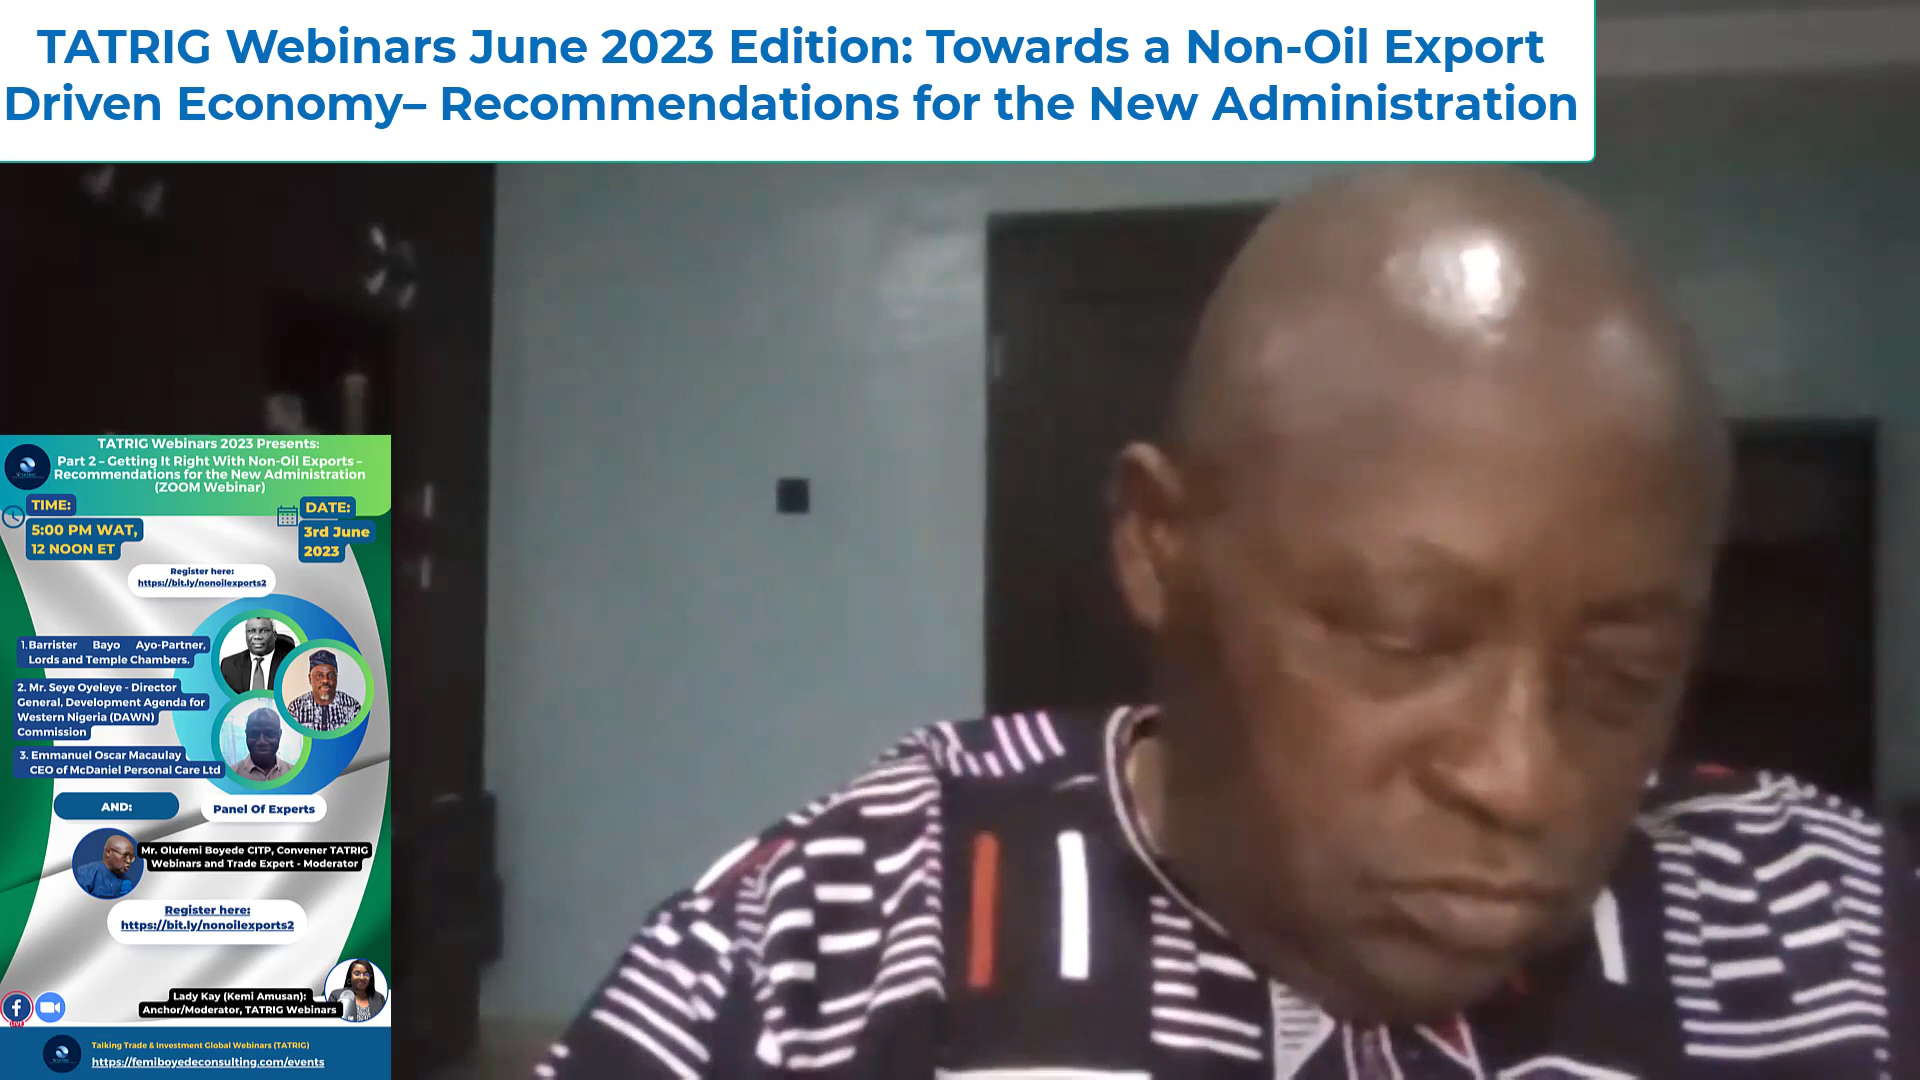 TATRIG Webinars June 2023 Edition: Towards a Non-Oil Export
Driven Economy– Recommendations for the New Administration
TATRIG Webinars 2023 Presents:
Part 2 – Getting It Right With Non-Oil Exports –
Recommendations for the New Administration
(ZOOM Webinar)
TIME:
5:00 PM WAT,
12 NOON ET
DATE:
3rd June
2023
Register here:
https://bit.ly/nonoilexports2
1.Barrister Bayo Ayo-Partner,
Lords and Temple Chambers.
2. Mr. Seye Oyeleye - Director
General, Development Agenda for
Western Nigeria (DAWN)
Commission
3. Emmanuel Oscar Macaulay
CEO of McDaniel Personal Care Ltd
AND:
Panel Of Experts
Mr. Olufemi Boyede CITP, Convener TATRIG
Webinars and Trade Expert - Moderator
Register here:
https://bit.ly/nonoilexports2
Lady Kay (Kemi Amusan):
Anchor/Moderator, TATRIG Webinars
LIVE
Talking Trade & Investment Global Webinars (TATRIG)
https://femiboyedeconsulting.com/events